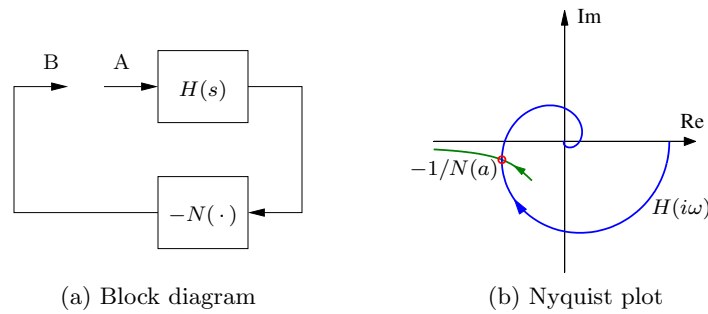 B
A
H(s)
−N( · )
(a) Block diagram
Im
Re
−1/N(a)
H(iω)
(b) Nyquist plot